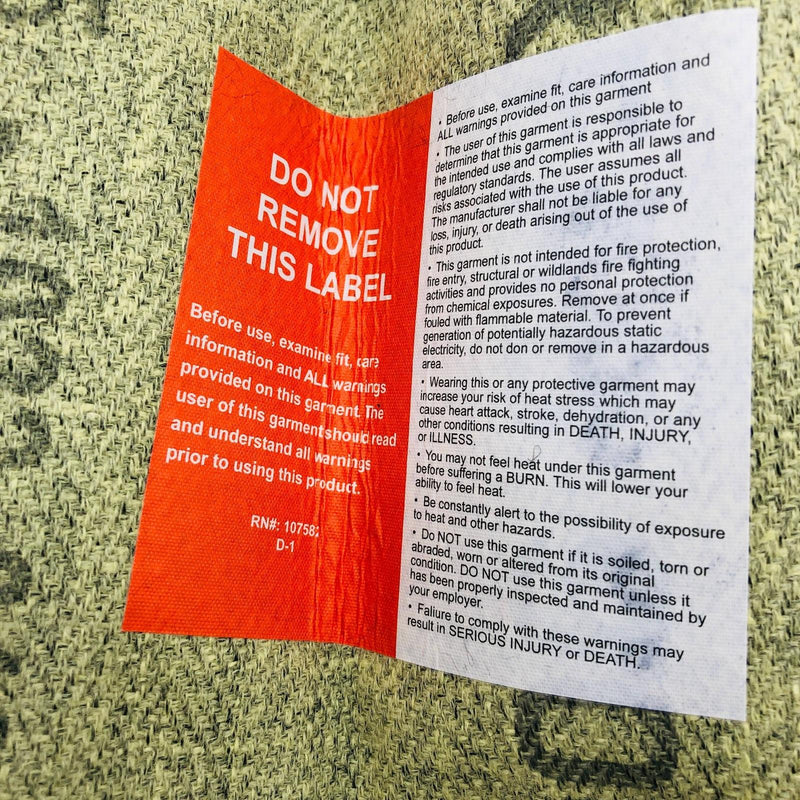 DO NOT
REMOVE
THIS LABEL
Before use, examine fit, care
information and ALL warnings
provided on this garment. The
user of this garment should read
and understand all warnings
prior to using this product.
RN#: 107582
D-1
• Before use, examine fit, care information and
ALL warnings provided on this garment
• The user of this garment is responsible to
determine that this garment is appropriate for
the intended use and complies with all laws and
regulatory standards. The user assumes all
risks associated with the use of this product.
The manufacturer shall not be liable for any
loss, injury, or death arising out of the use of
this product.
• This garment is not intended for fire protection,
fire entry, structural or wildlands fire fighting
activities and provides no personal protection
from chemical exposures. Remove at once if
fouled with flammable material. To prevent
generation of potentially hazardous static
electricity, do not don or remove in a hazardous
area.
• Wearing this or any protective garment may
increase your risk of heat stress which may
cause heart attack, stroke, dehydration, or any
other conditions resulting in DEATH, INJURY,
or ILLNESS.
• You may not feel heat under this garment
before suffering a BURN. This will lower your
ability to feel heat.
• Be constantly alert to the possibility of exposure
to heat and other hazards.
• Do NOT use this garment if it is soiled, torn or
abraded, worn or altered from its original
condition. DO NOT use this garment unless it
has been properly inspected and maintained by
your employer.
• Failure to comply with these warnings may
result in SERIOUS INJURY or DEATH.